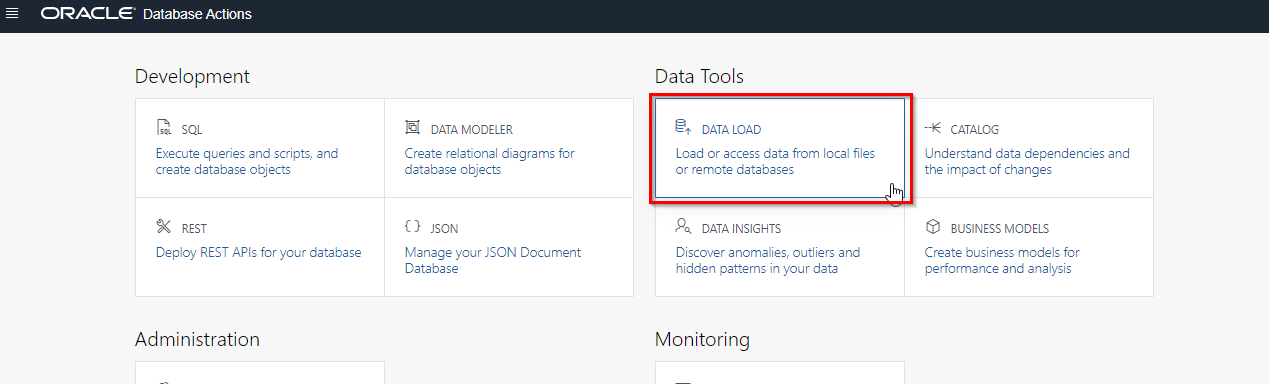 ORACLE® Database Actions
Development
SQL
Execute queries and scripts, and
create database objects
DATA MODELER
Create relational diagrams for
database objects
REST
Deploy REST APIs for your database
{ } JSON
Manage your JSON Document
Database
Data Tools
DATA LOAD
Load or access data from local files
or remote databases
CATALOG
Understand data dependencies and
the impact of changes
DATA INSIGHTS
Discover anomalies, outliers and
hidden patterns in your data
BUSINESS MODELS
Create business models for
performance and analysis
Administration
Monitoring